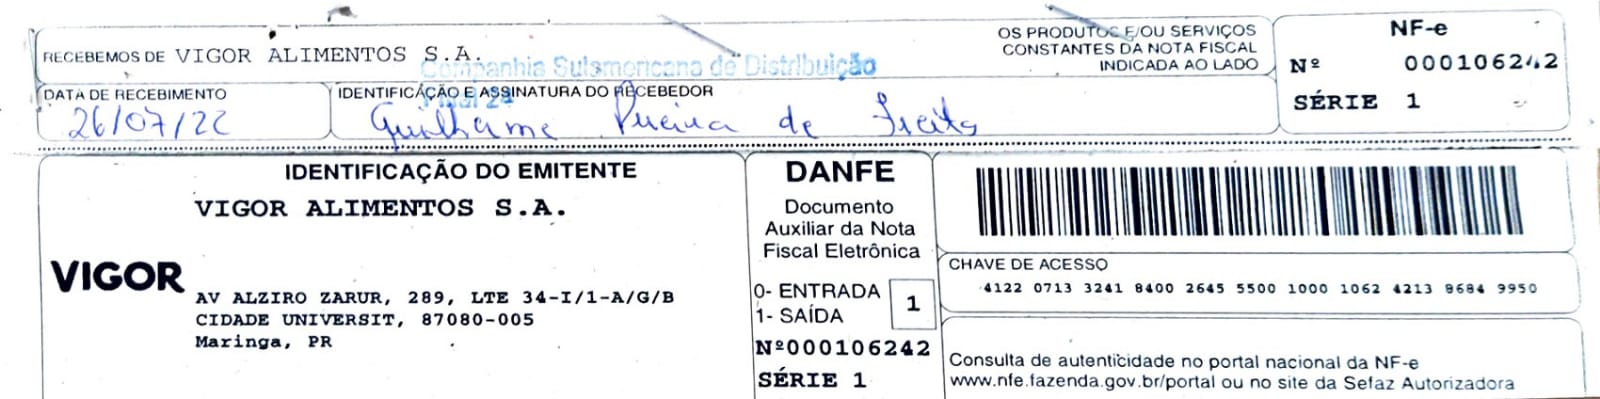 RECEBEMOS DE VIGOR ALIMENTOS S.A.
OS PRODUTOS E/OU SERVIÇOS
CONSTANTES DA NOTA FISCAL
INDICADA AO LADO
NF-e
Nº 000106242
SÉRIE 1
Companhia Sulamericana de Distribuição
Filial 24
DATA DE RECEBIMENTO
26/07/22
IDENTIFICAÇÃO E ASSINATURA DO RECEBEDOR
Guilherme Pereira de Freitas
IDENTIFICAÇÃO DO EMITENTE
VIGOR ALIMENTOS S.A.
VIGOR
AV ALZIRO ZARUR, 289, LTE 34-I/1-A/G/B
CIDADE UNIVERSIT, 87080-005
Maringa, PR
DANFE
Documento
Auxiliar da Nota
Fiscal Eletrônica
0- ENTRADA
1- SAÍDA
1
Nº000106242
SÉRIE 1
CHAVE DE ACESSO
4122 0713 3241 8400 2645 5500 1000 1062 4213 8684 9950
Consulta de autenticidade no portal nacional da NF-e
www.nfe.fazenda.gov.br/portal ou no site da Sefaz Autorizadora